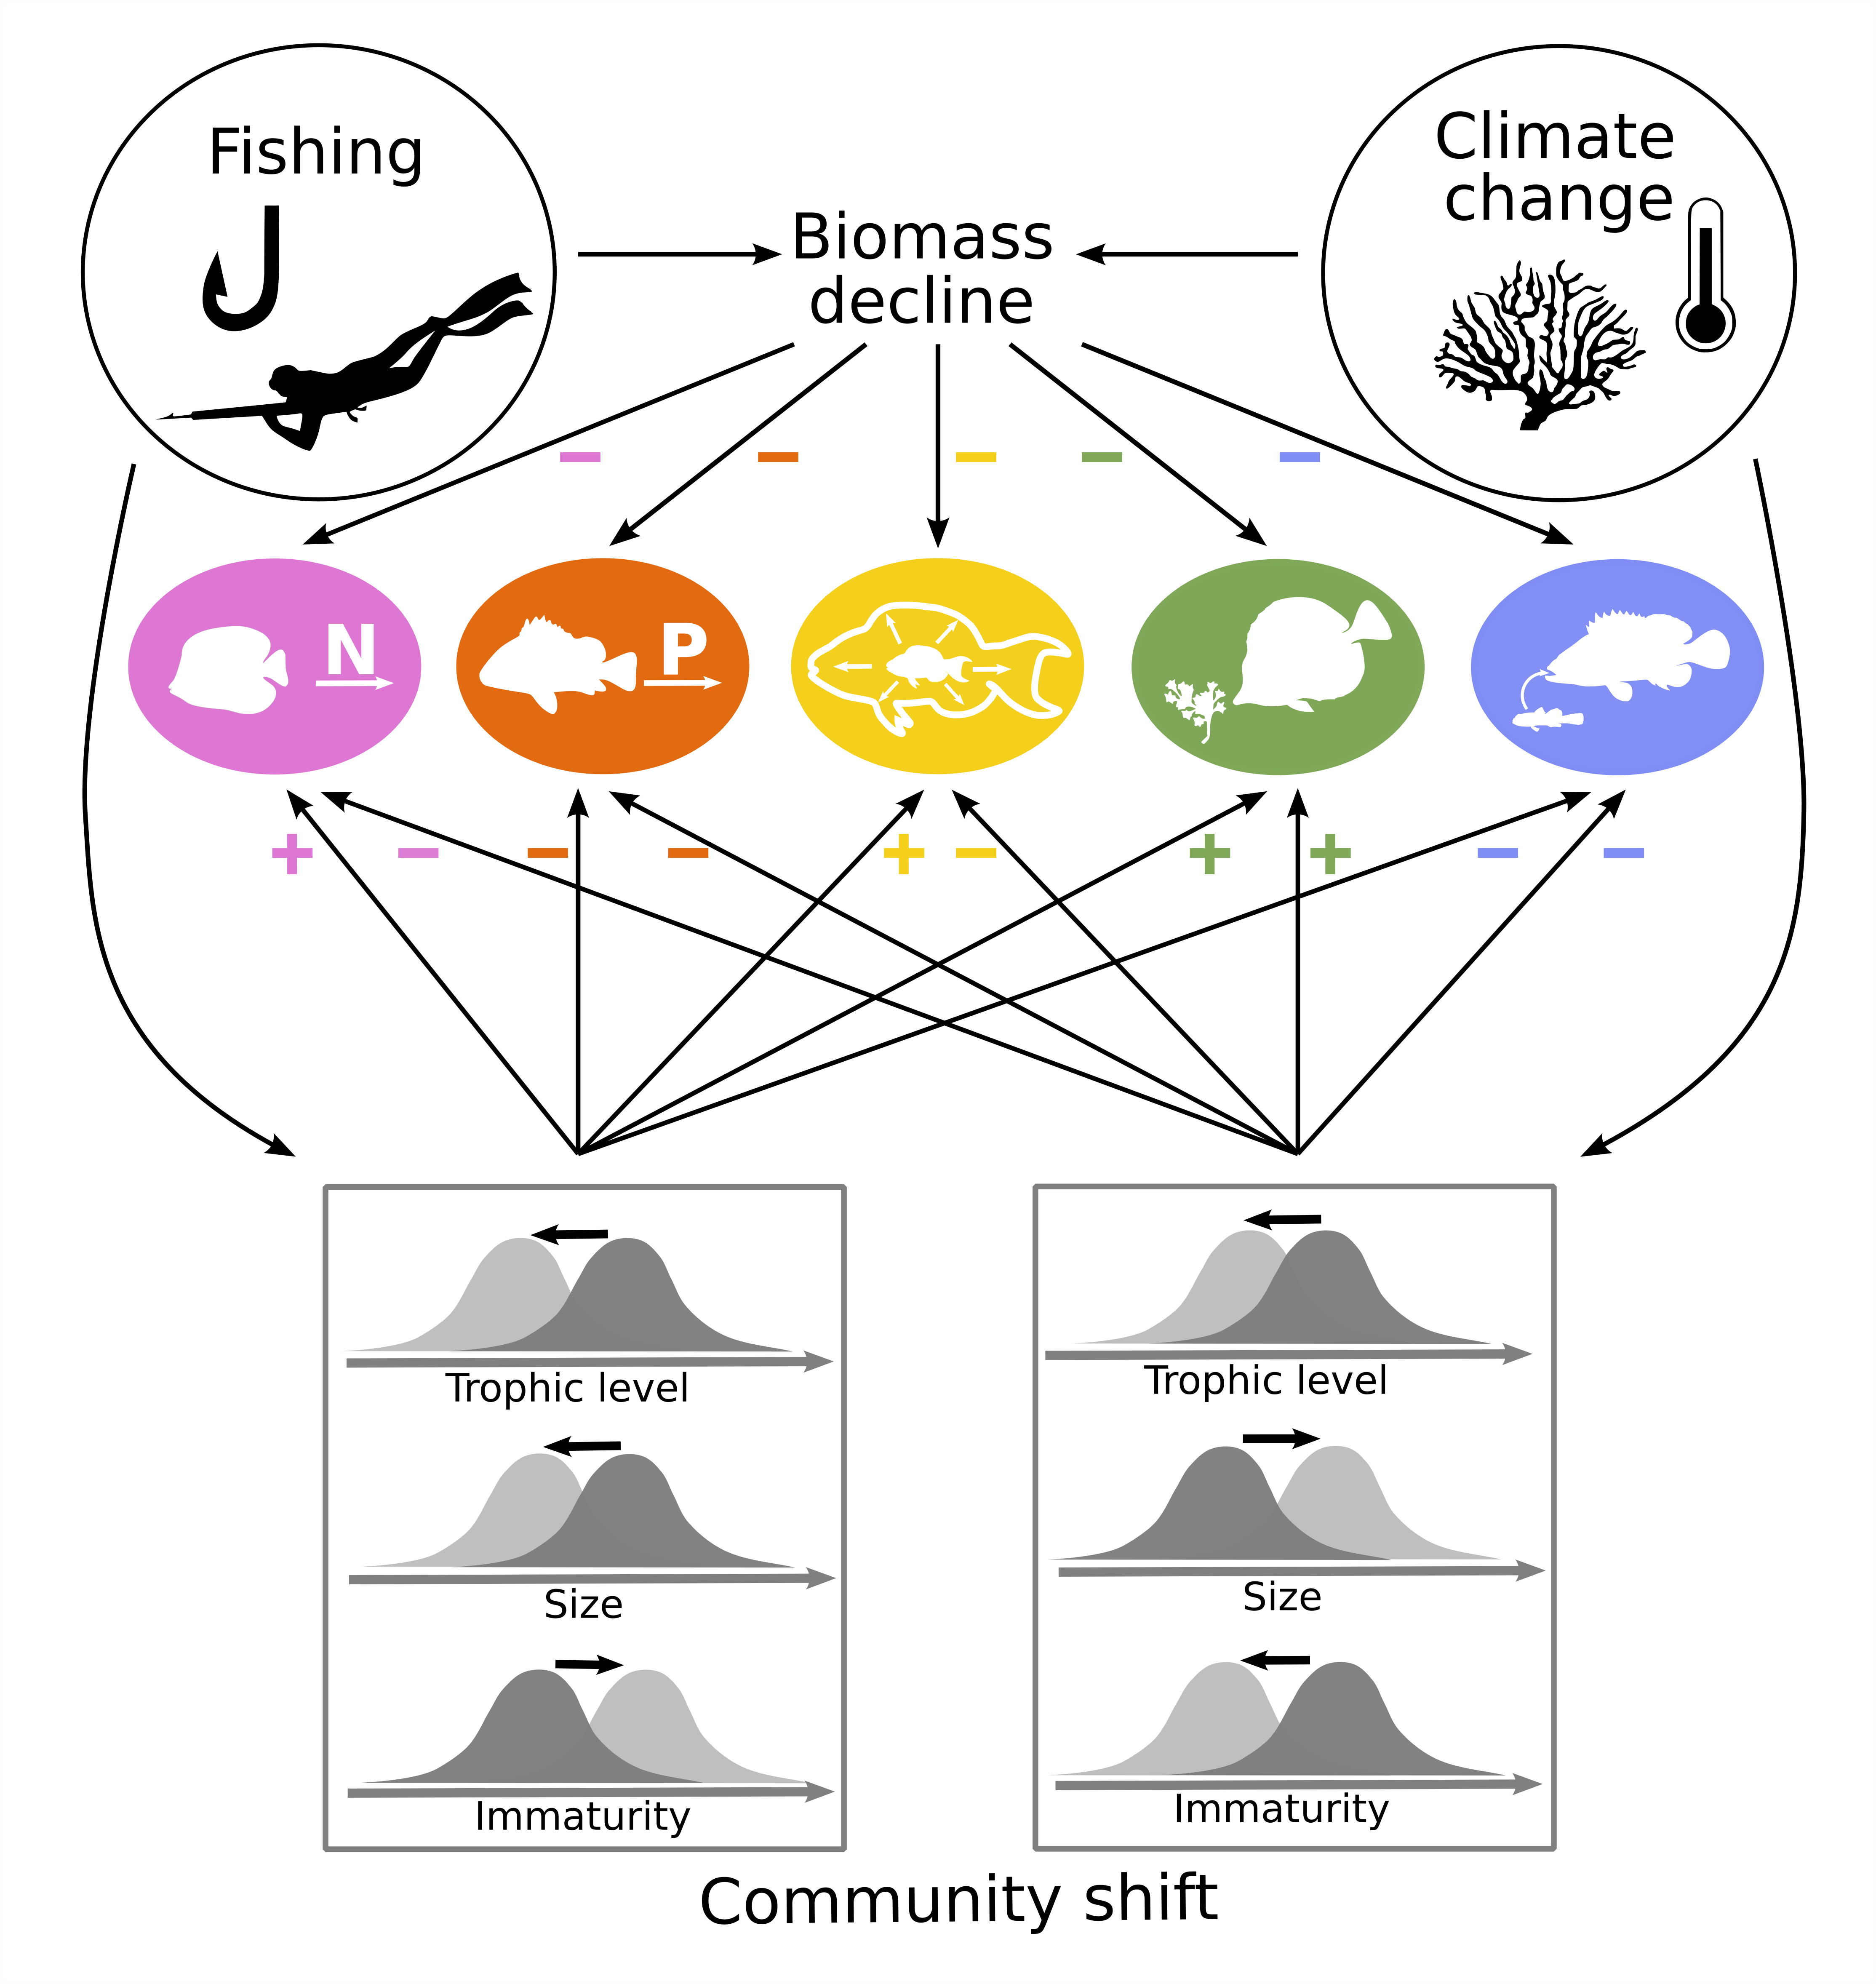 Fishing
Climate
change
Biomass
decline
N
P
Trophic level
Trophic level
Size
Size
Immaturity
Immaturity
Community shift